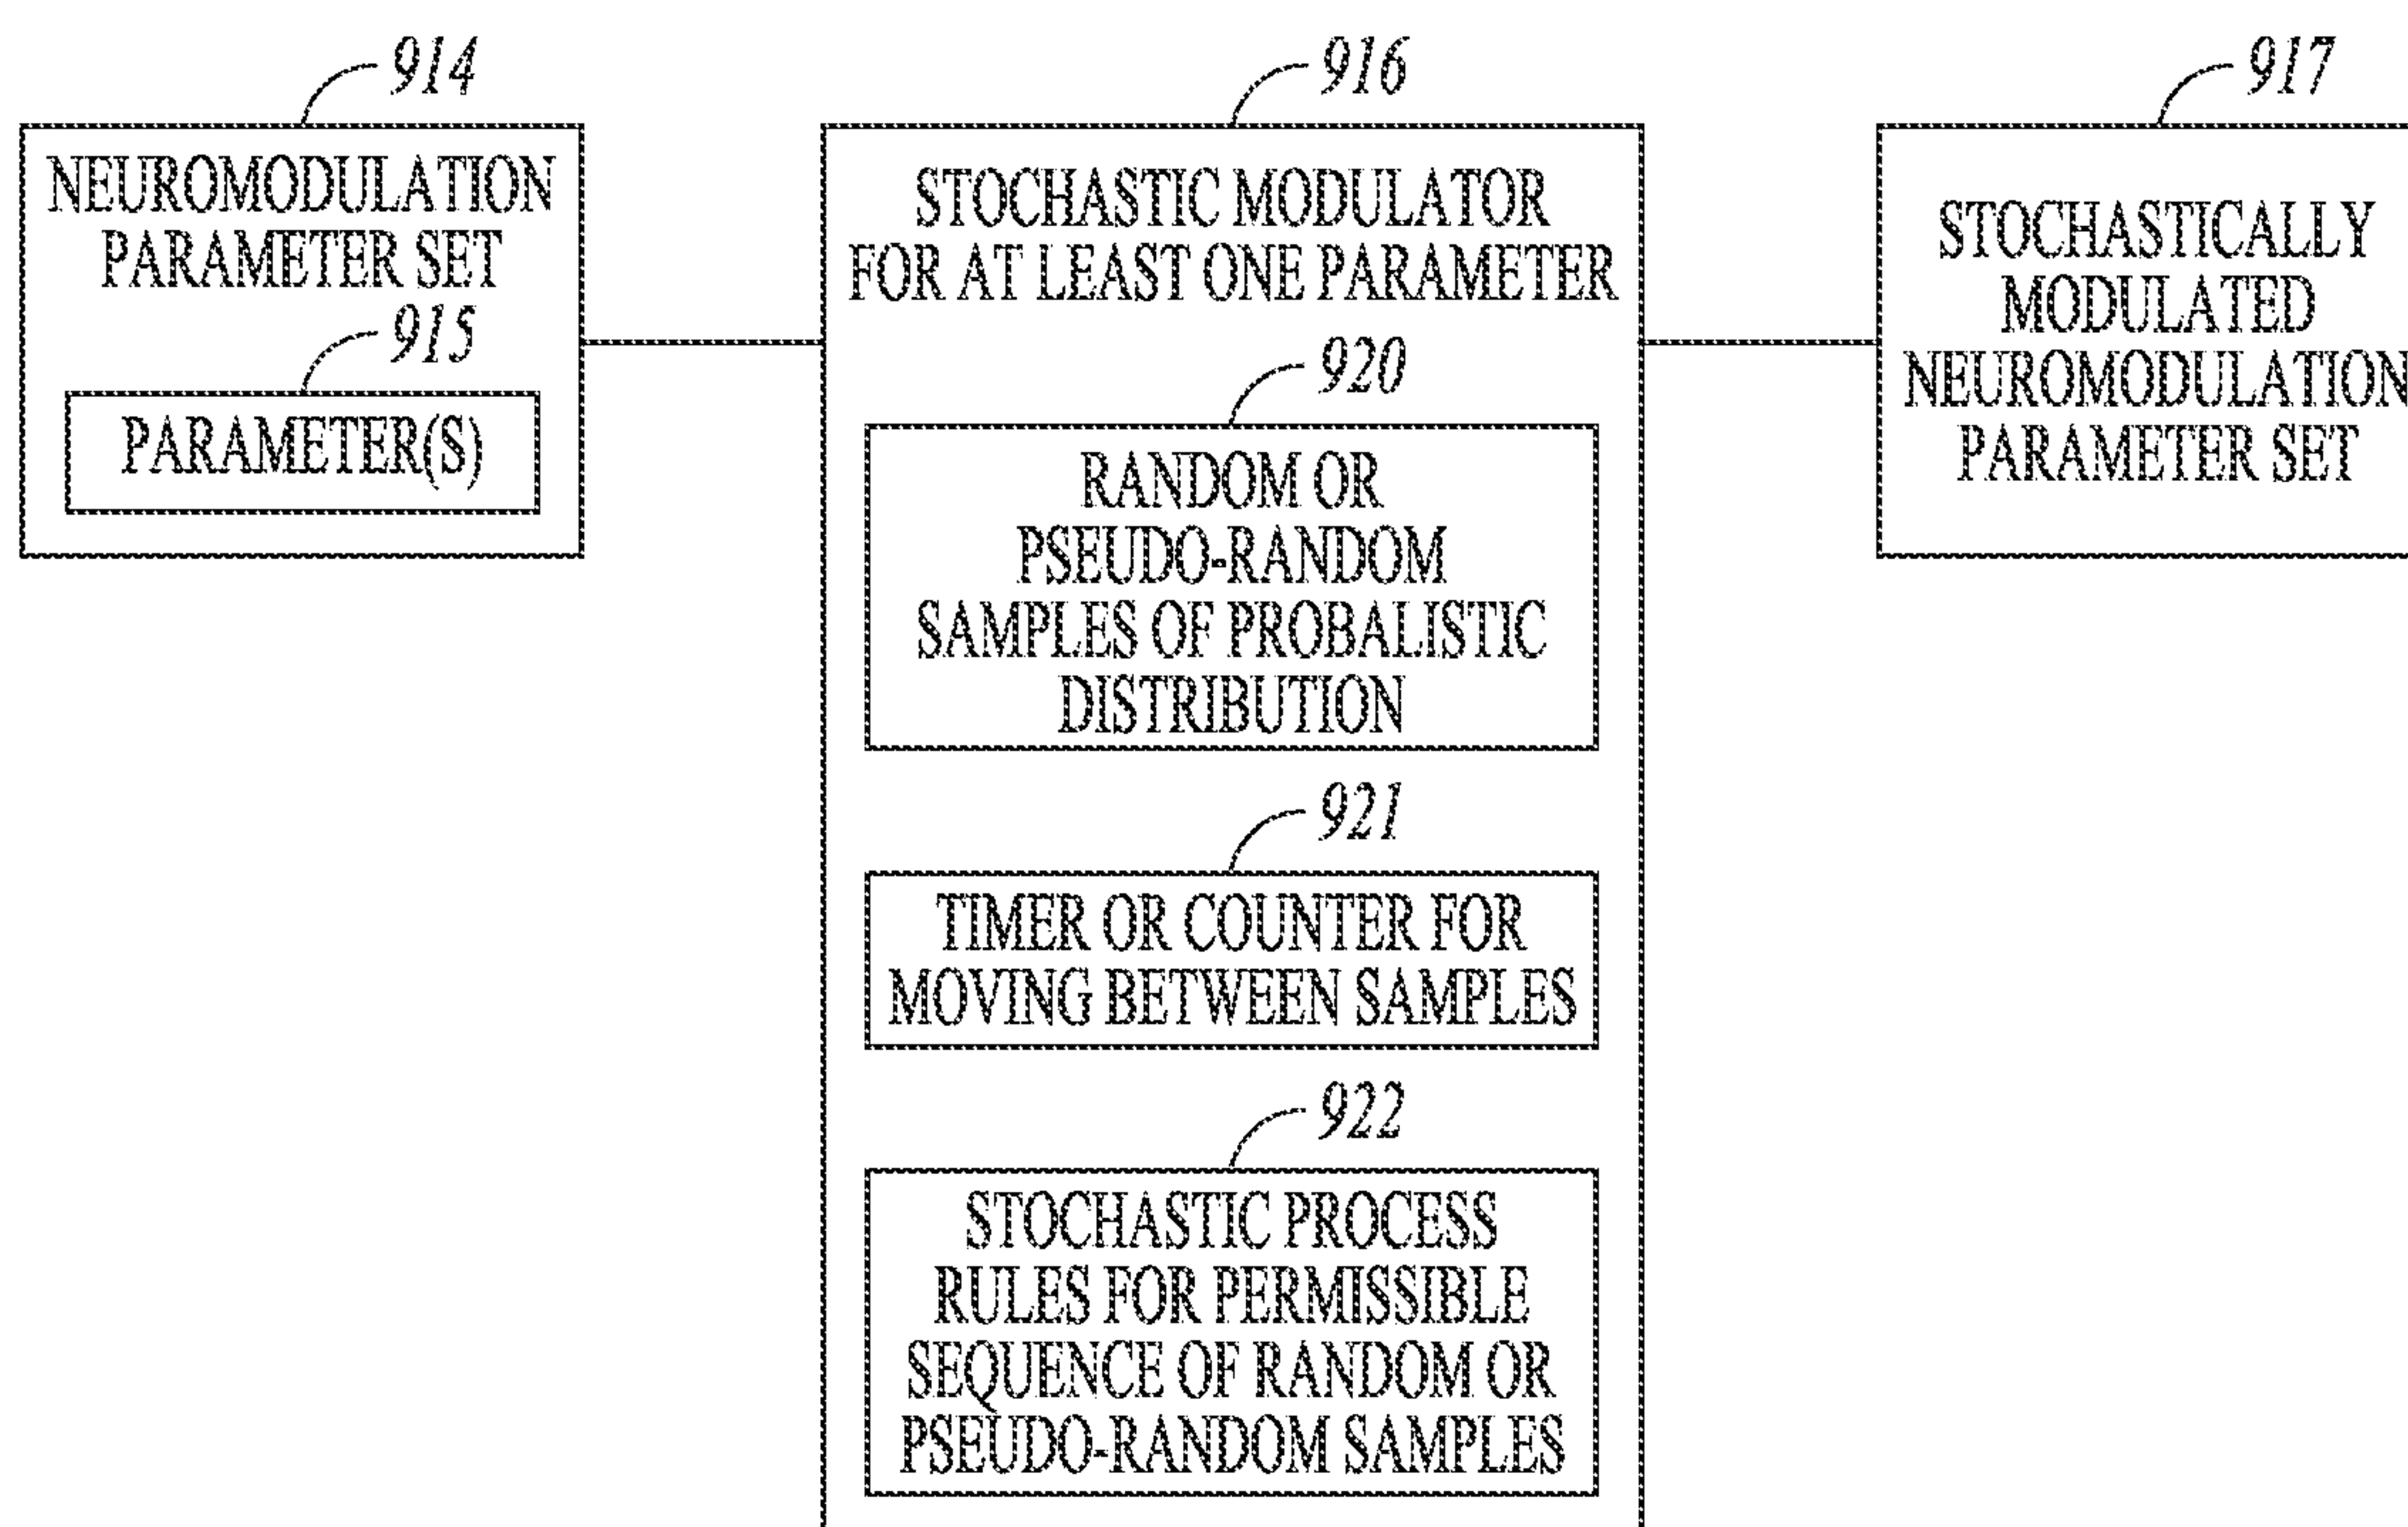 914
NEUROMODULATION
PARAMETER SET
915
PARAMETER(S)
916
STOCHASTIC MODULATOR
FOR AT LEAST ONE PARAMETER
920
RANDOM OR
PSEUDO-RANDOM
SAMPLES OF PROBALISTIC
DISTRIBUTION
921
TIMER OR COUNTER FOR
MOVING BETWEEN SAMPLES
922
STOCHASTIC PROCESS
RULES FOR PERMISSIBLE
SEQUENCE OF RANDOM OR
PSEUDO-RANDOM SAMPLES
917
STOCHASTICALLY
MODULATED
NEUROMODULATION
PARAMETER SET